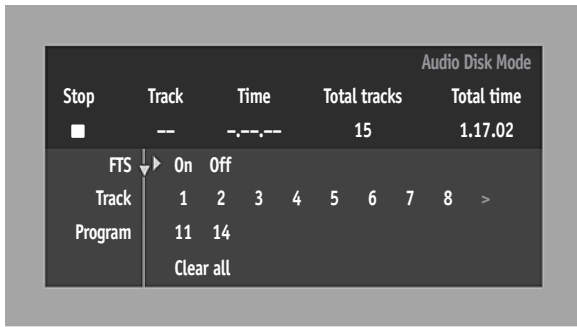 Audio Disk Mode
Stop Track Time Total tracks Total time
-- -.--.-- 15 1.17.02
FTS On Off
Track 1 2 3 4 5 6 7 8 >
Program 11 14
Clear all